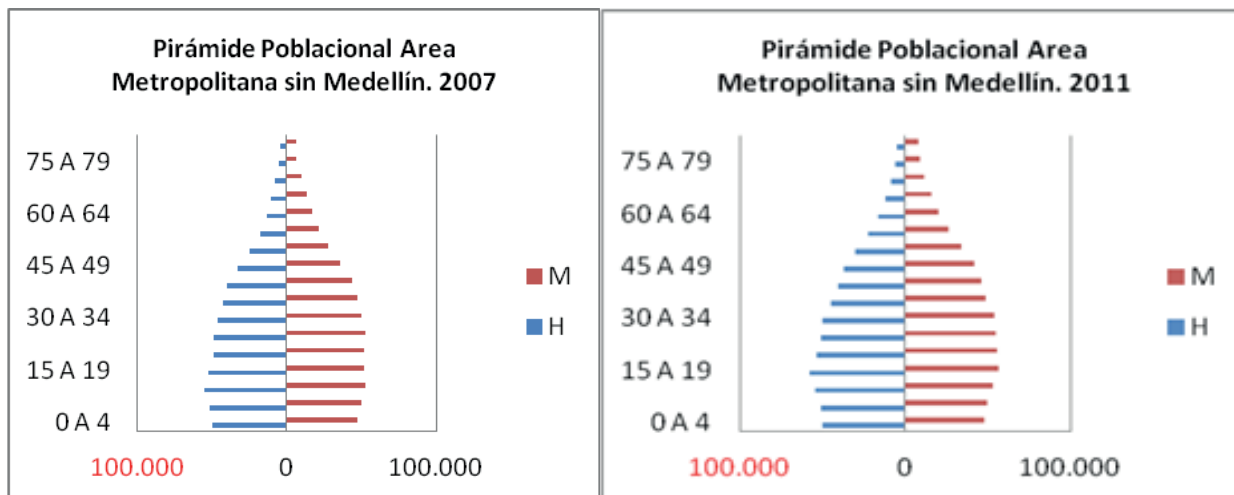 Pirámide Poblacional Area
Metropolitana sin Medellín. 2007
75 A 79
60 A 64
45 A 49
30 A 34
15 A 19
0 A 4
100.000 0 100.000
M
H
Pirámide Poblacional Area
Metropolitana sin Medellín. 2011
75 A 79
60 A 64
45 A 49
30 A 34
15 A 19
0 A 4
100.000 0 100.000
M
H